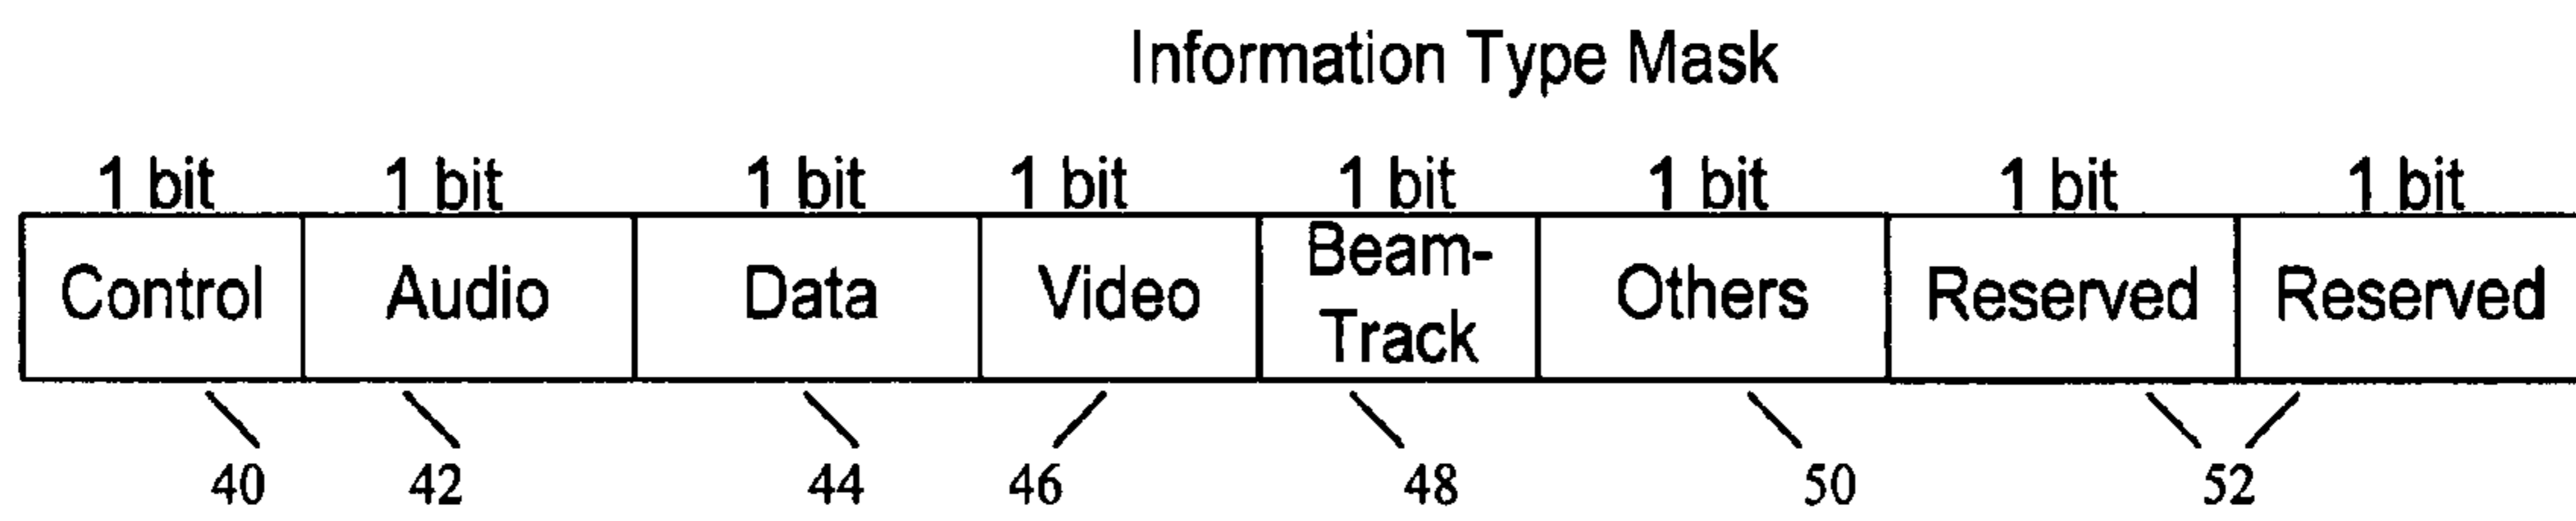 Information Type Mask
1 bit 1 bit 1 bit 1 bit 1 bit 1 bit 1 bit 1 bit
Control Audio Data Video Beam-Track Others Reserved Reserved
40 42 44 46 48 50 52